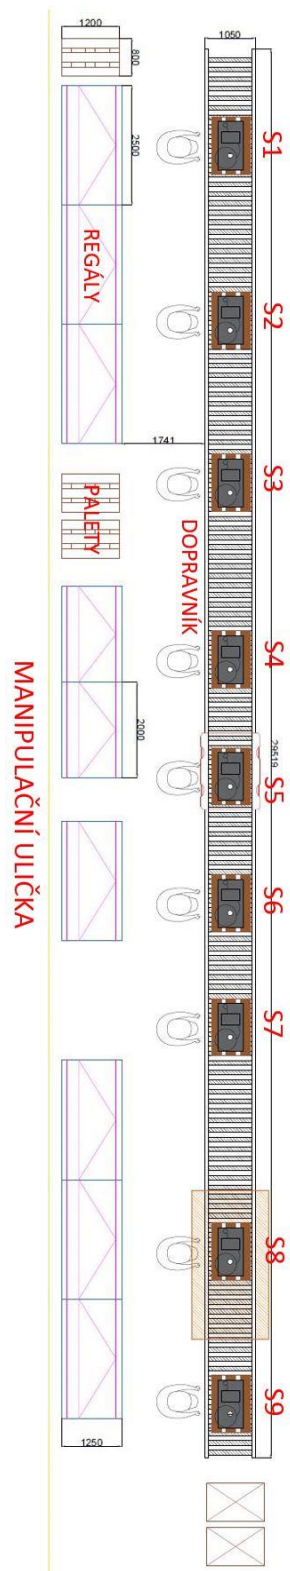 1200
800
1050
S1
2500
REGÁLY
S2
1741
S3
PALETY
DOPRAVNÍK
S4
2000
29519
S5
MANIPULAČNÍ ULIČKA
S6
S7
S8
S9
1250